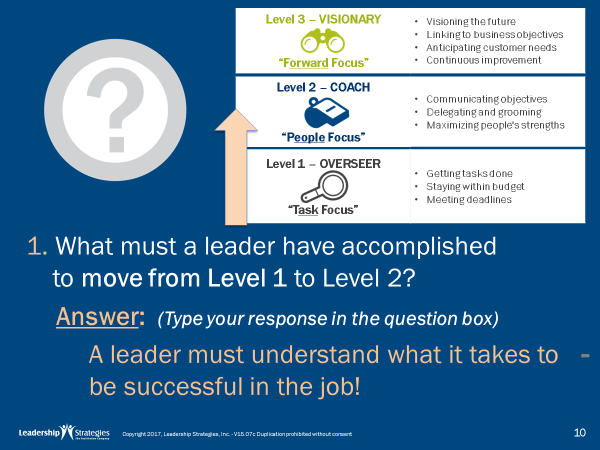 Level 3 – VISIONARY
"Forward Focus"
• Visioning the future
• Linking to business objectives
• Anticipating customer needs
• Continuous improvement
Level 2 – COACH
"People Focus"
• Communicating objectives
• Delegating and grooming
• Maximizing people's strengths
Level 1 – OVERSEER
"Task Focus"
• Getting tasks done
• Staying within budget
• Meeting deadlines
?
1. What must a leader have accomplished
to move from Level 1 to Level 2?
Answer: (Type your response in the question box)
A leader must understand what it takes to -
be successful in the job!
Leadership Strategies
Copyright 2017, Leadership Strategies, Inc. - V15.07c Duplication prohibited without consent
10